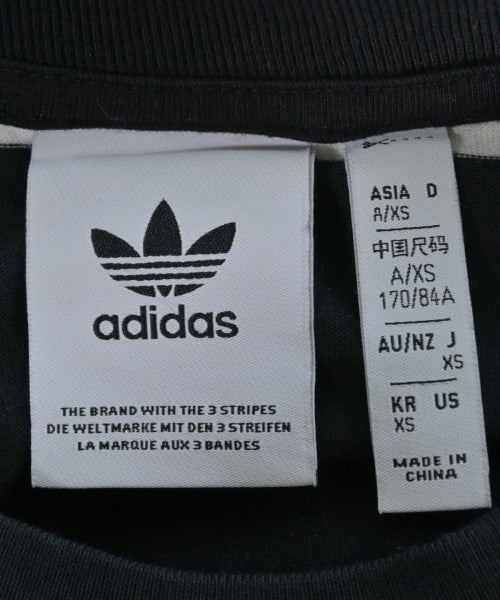 adidas
THE BRAND WITH THE 3 STRIPES
DIE WELTMARKE MIT DEN 3 STREIFEN
LA MARQUE AUX 3 BANDES
ASIA D
A/XS
中国尺码
A/XS
170/84A
AU/NZ J
XS
KR US
XS
MADE IN
CHINA